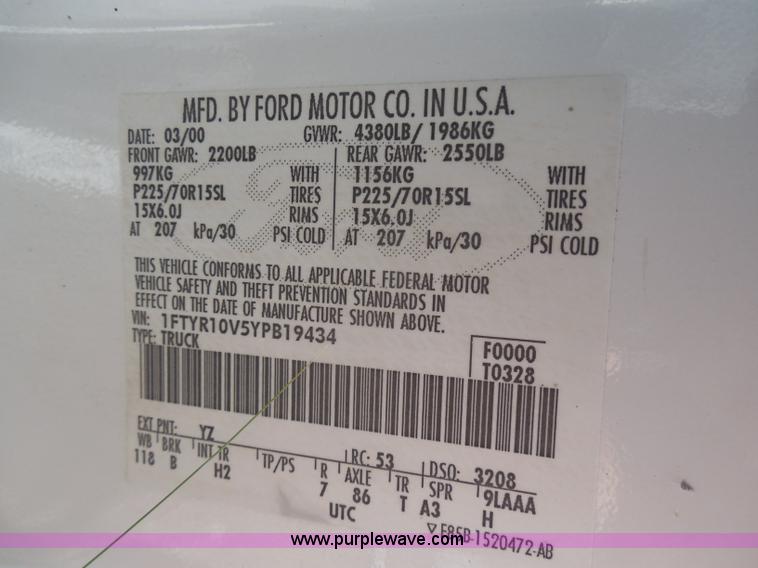 MFD. BY FORD MOTOR CO. IN U.S.A.
DATE: 03/00 GVWR: 4380LB/ 1986KG
FRONT GAWR: 2200LB REAR GAWR: 2550LB
997KG WITH 1156KG WITH
P225/70R15SL TIRES P225/70R15SL TIRES
15X6.0J RIMS 15X6.0J RIMS
AT 207 kPa/30 PSI COLD AT 207 kPa/30 PSI COLD
THIS VEHICLE CONFORMS TO ALL APPLICABLE FEDERAL MOTOR
VEHICLE SAFETY AND THEFT PREVENTION STANDARDS IN
EFFECT ON THE DATE OF MANUFACTURE SHOWN ABOVE.
VIN: 1FTYR10V5YPB19434
TYPE: TRUCK
F0000
T0328
EXT PNT: YZ RC: 53 DSO: 3208
WB BRK INT TR TP/PS R AXLE TR SPR 9LAAA
118 B H2 7 86 T A3 H
UTC
▽ F85B-1520472-AB
www.purplewave.com